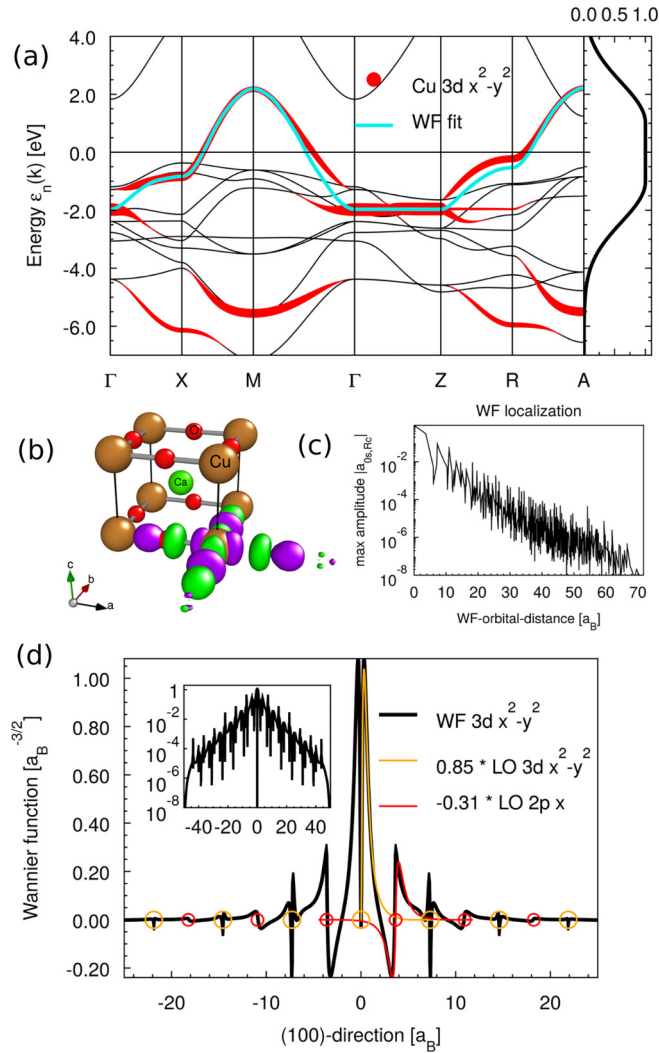 0.0 0.5 1.0
(a)
4.0
2.0
0.0
-2.0
-4.0
-6.0
Energy εn(k) [eV]
Cu 3d x²-y²
WF fit
Γ X M Γ Z R A
(b)
O
Cu
Ca
c
b
a
(c)
WF localization
max amplitude |a0s,Rc|
10⁻²
10⁻⁴
10⁻⁶
10⁻⁸
0 10 20 30 40 50 60 70
WF-orbital-distance [aB]
(d)
Wannier function [aB⁻³/²]
1.00
0.80
0.60
0.40
0.20
0.00
-0.20
1
10⁻²
10⁻⁴
10⁻⁶
10⁻⁸
-40 -20 0 20 40
WF 3d x²-y²
0.85 * LO 3d x²-y²
-0.31 * LO 2p x
-20 -10 0 10 20
(100)-direction [aB]